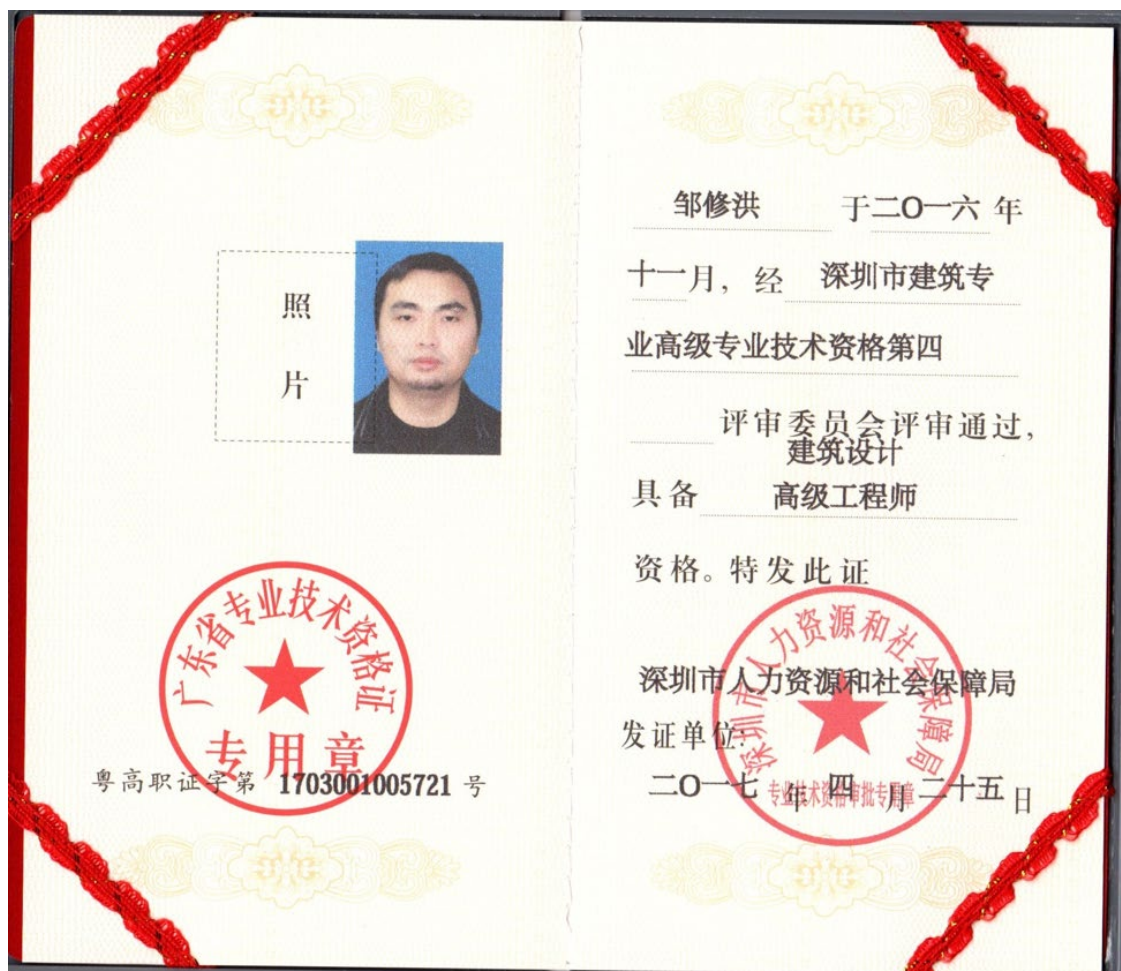 照
片
广东省专业技术资格证
专用章
粤高职证字第 1703001005721 号
邹修洪 于二O一六 年
十一月，经 深圳市建筑专
业高级专业技术资格第四
评审委员会评审通过，
建筑设计
具备 高级工程师
资格。特发此证
深圳市人力资源和社会保障局
深圳市人力资源和社会保障局
发证单位：
二O一七 年 四 月 二十五 日
专业技术资格审批专用章